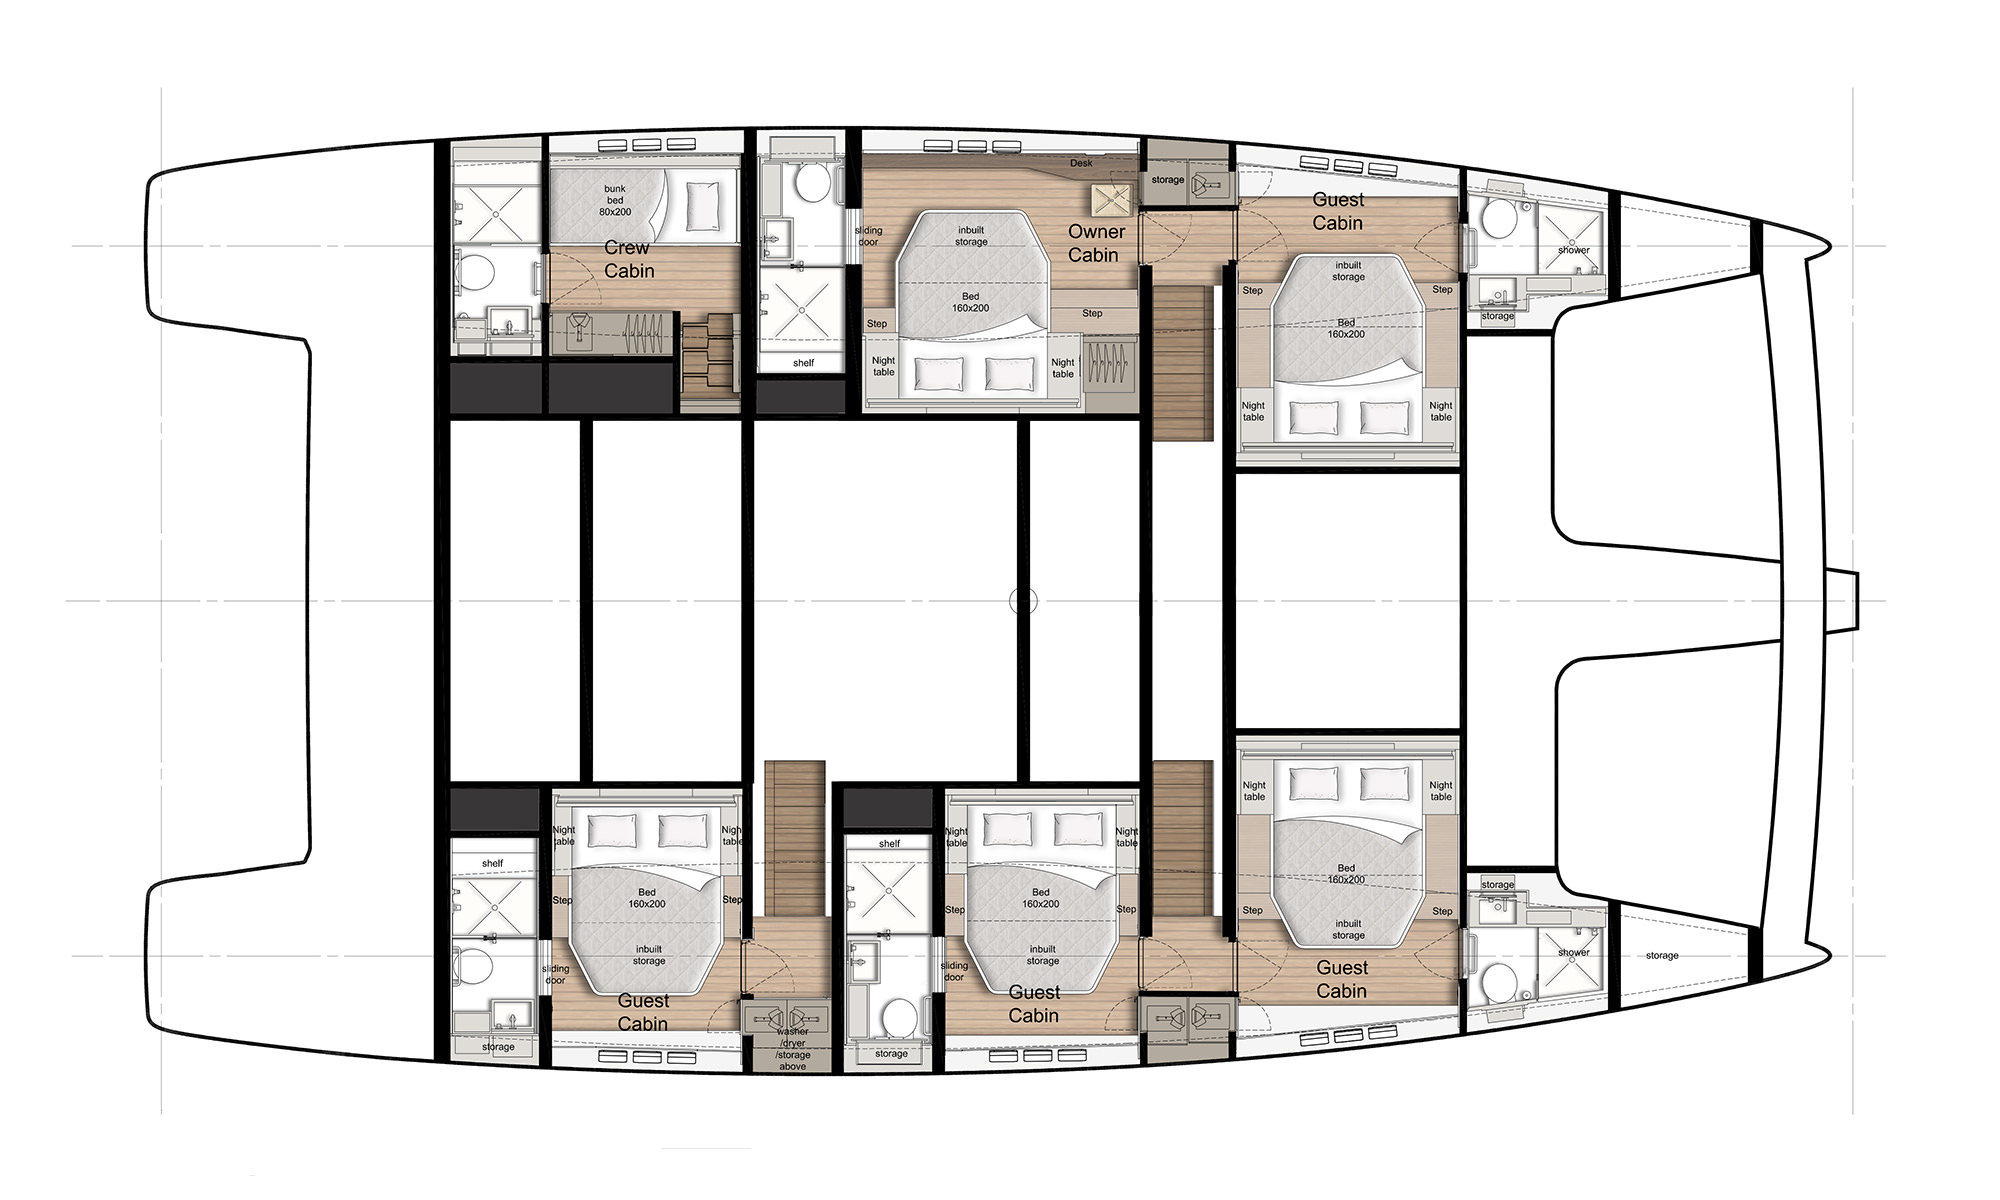 bunk
bed
80x200
Crew
Cabin
shelf
sliding
door
Desk
inbuilt
storage
Owner
Cabin
Bed
160x200
Step
Step
Night
table
Night
table
storage
Guest
Cabin
inbuilt
storage
Step
Step
Bed
160x200
Night
table
Night
table
shower
storage
shelf
Night
table
Night
table
Bed
160x200
Step
Step
inbuilt
storage
sliding
door
Guest
Cabin
storage
washer
/dryer
/storage
above
shelf
Night
table
Night
table
Bed
160x200
Step
Step
inbuilt
storage
sliding
door
Guest
Cabin
storage
Night
table
Night
table
Bed
160x200
Step
Step
inbuilt
storage
Guest
Cabin
storage
shower
storage